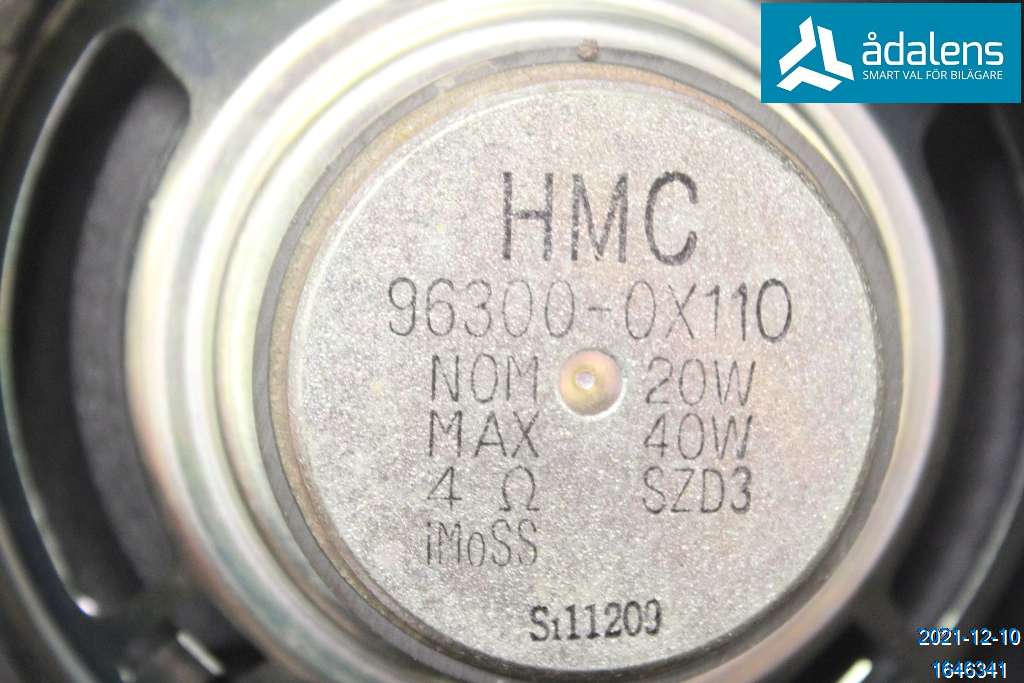 ådalens
SMART VAL FÖR BILÄGARE
HMC
96300-0X110
NOM 20W
MAX 40W
4 Ω SZD3
iMoSS
Si11209
2021-12-10
1646341